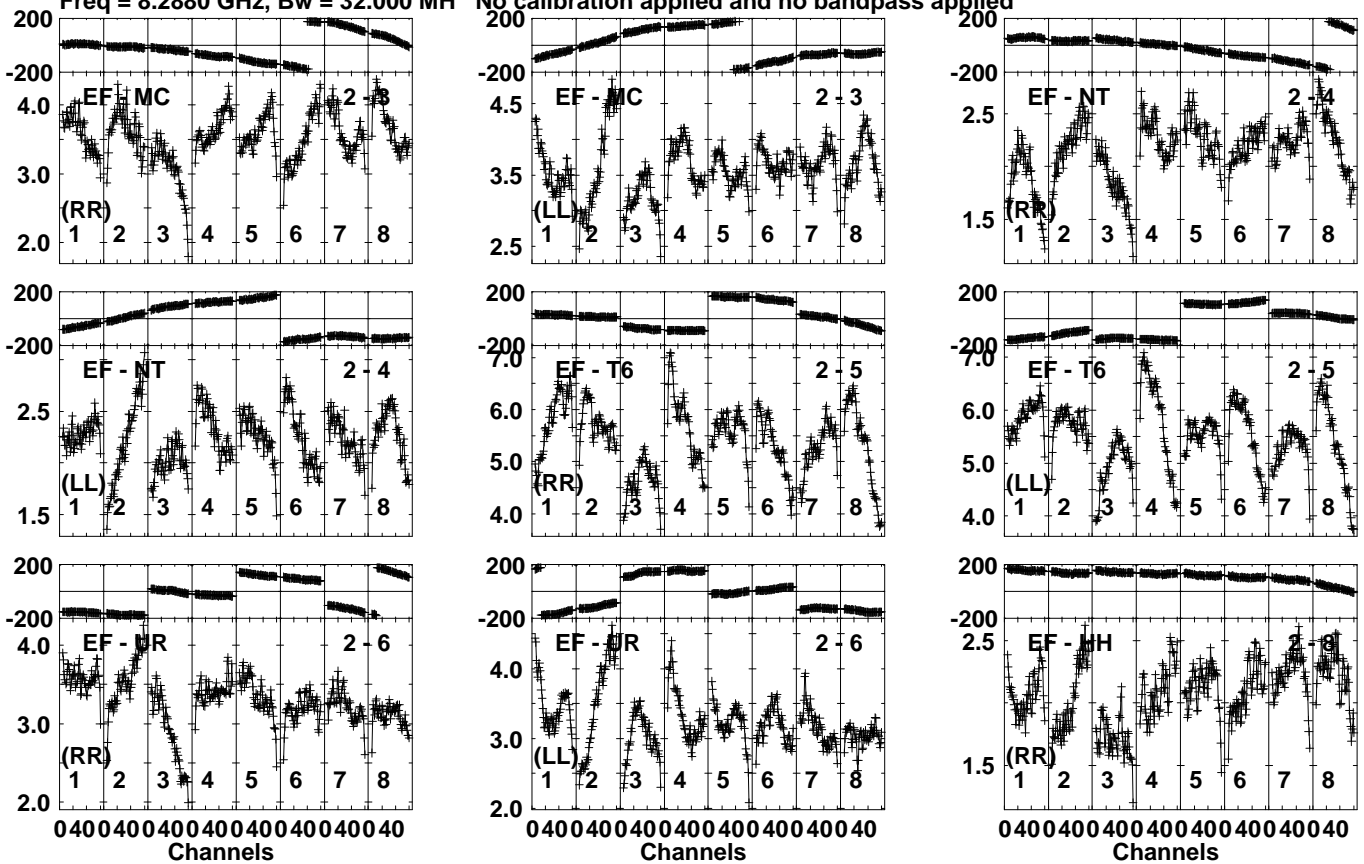 Freq = 8.2880 GHz, Bw = 32.000 MH No calibration applied and no bandpass applied
200 200 200
-200 -200 -200
EF - MC 2 - 3 EF - MC 2 - 3 EF - NT 2 - 4
4.0 4.5 2.5
3.0 3.5
(RR) (LL) (RR)
2.0 2.5 1.5
1 2 3 4 5 6 7 8 1 2 3 4 5 6 7 8 1 2 3 4 5 6 7 8
200 200 200
-200 -200 -200
7.0 7.0
EF - NT 2 - 4 EF - T6 2 - 5 EF - T6 2 - 5
2.5 6.0 6.0
5.0 5.0
(LL) (RR) (LL)
1.5 4.0 4.0
1 2 3 4 5 6 7 8 1 2 3 4 5 6 7 8 1 2 3 4 5 6 7 8
200 200 200
-200 -200 -200
EF - UR 2 - 6 EF - UR 2 - 6 EF - HH 2 - 8
4.0 4.0 2.5
3.0 3.0
(RR) (LL) (RR)
2.0 2.0 1.5
1 2 3 4 5 6 7 8 1 2 3 4 5 6 7 8 1 2 3 4 5 6 7 8
0 40 0 40 0 40 0 40 0 40 0 40 0 40 0 40 0 40 0 40 0 40 0 40 0 40 0 40 0 40 0 40 0 40 0 40 0 40 0 40 0 40 0 40 0 40 0 40
Channels Channels Channels